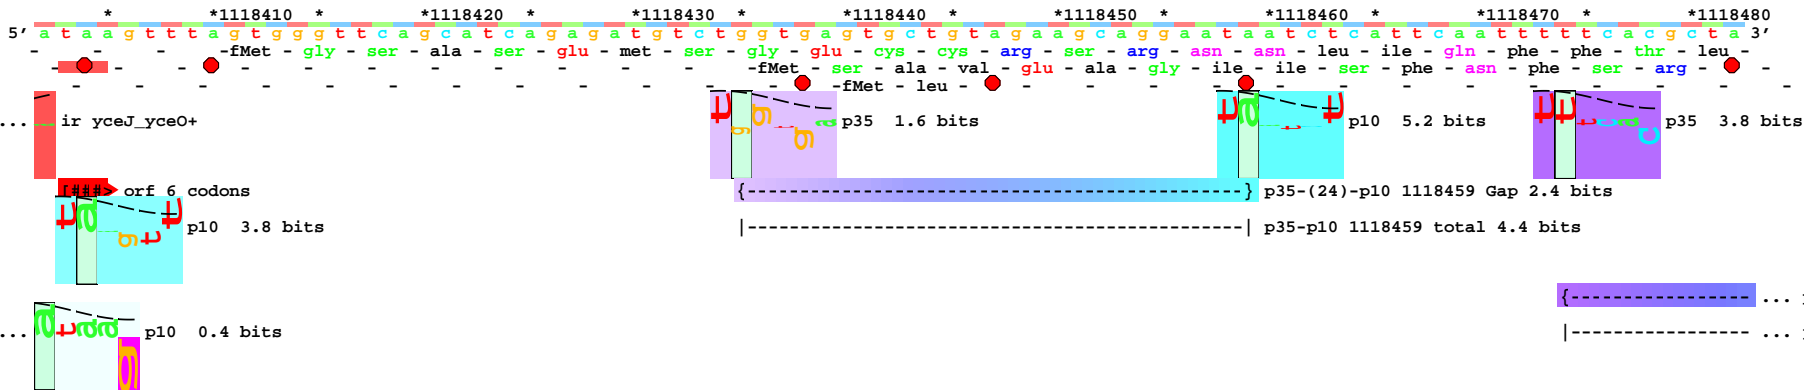 * *1118410 * *1118420 * *1118430 * *1118440 * *1118450 * *1118460 * *1118470 * *1118480
5' a t a a g t t t a g t g g g t t c a g c a t c a g a g a t g t c t g g t g a g t g c t g t a g a a g c a g g a a t a a t c t c a t t c a a t t t t t c a c g c t a 3'
- - - -fMet - gly - ser - ala - ser - glu - met - ser - gly - glu - cys - cys - arg - ser - arg - asn - asn - leu - ile - gln - phe - phe - thr - leu -
- - - - - - - - - - -fMet - ser - ala - val - glu - ala - gly - ile - ile - ser - phe - asn - phe - ser - arg - -
- - - - - - - - - - - -fMet - leu - - - - - - - - - - - - -
... ir yceJ_yceO+
p35 1.6 bits
p10 5.2 bits
p35 3.8 bits
[###> orf 6 codons
{------------------------} p35-(24)-p10 1118459 Gap 2.4 bits
p10 3.8 bits
|------------------------| p35-p10 1118459 total 4.4 bits
{----------------- ...
... p10 0.4 bits
|----------------- ...